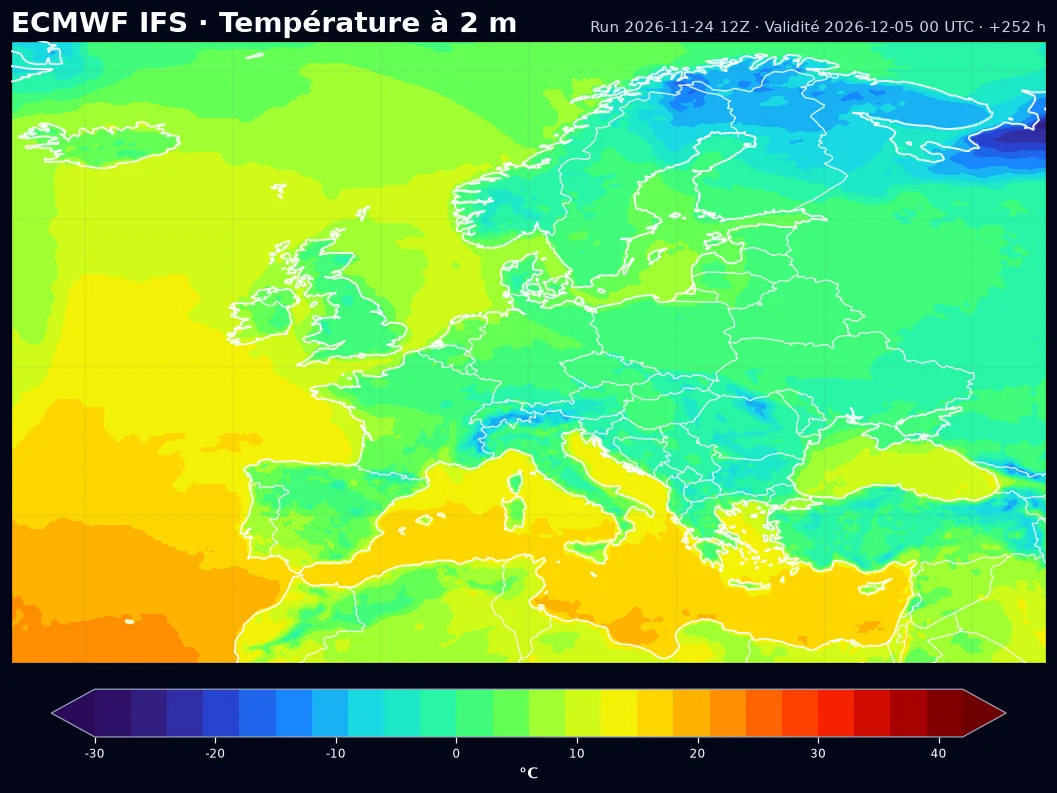 ECMWF IFS · Température à 2 m
Run 2026-11-24 12Z · Validité 2026-12-05 00 UTC · +252 h
-30 -20 -10 0 10 20 30 40
°C